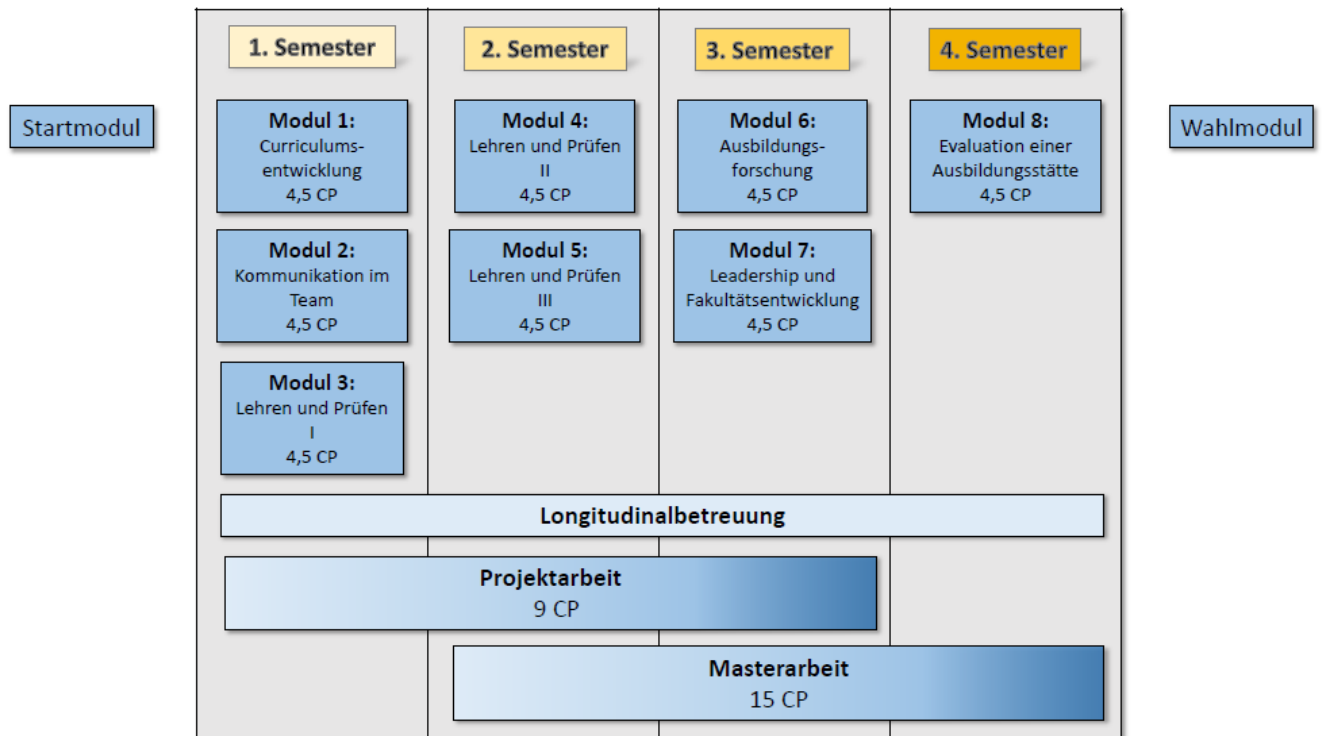 1. Semester
2. Semester
3. Semester
4. Semester
Startmodul
Modul 1:
Curriculums-
entwicklung
4,5 CP
Modul 4:
Lehren und Prüfen
II
4,5 CP
Modul 6:
Ausbildungs-
forschung
4,5 CP
Modul 8:
Evaluation einer
Ausbildungsstätte
4,5 CP
Wahlmodul
Modul 2:
Kommunikation im
Team
4,5 CP
Modul 5:
Lehren und Prüfen
III
4,5 CP
Modul 7:
Leadership und
Fakultätsentwicklung
4,5 CP
Modul 3:
Lehren und Prüfen
I
4,5 CP
Longitudinalbetreuung
Projektarbeit
9 CP
Masterarbeit
15 CP